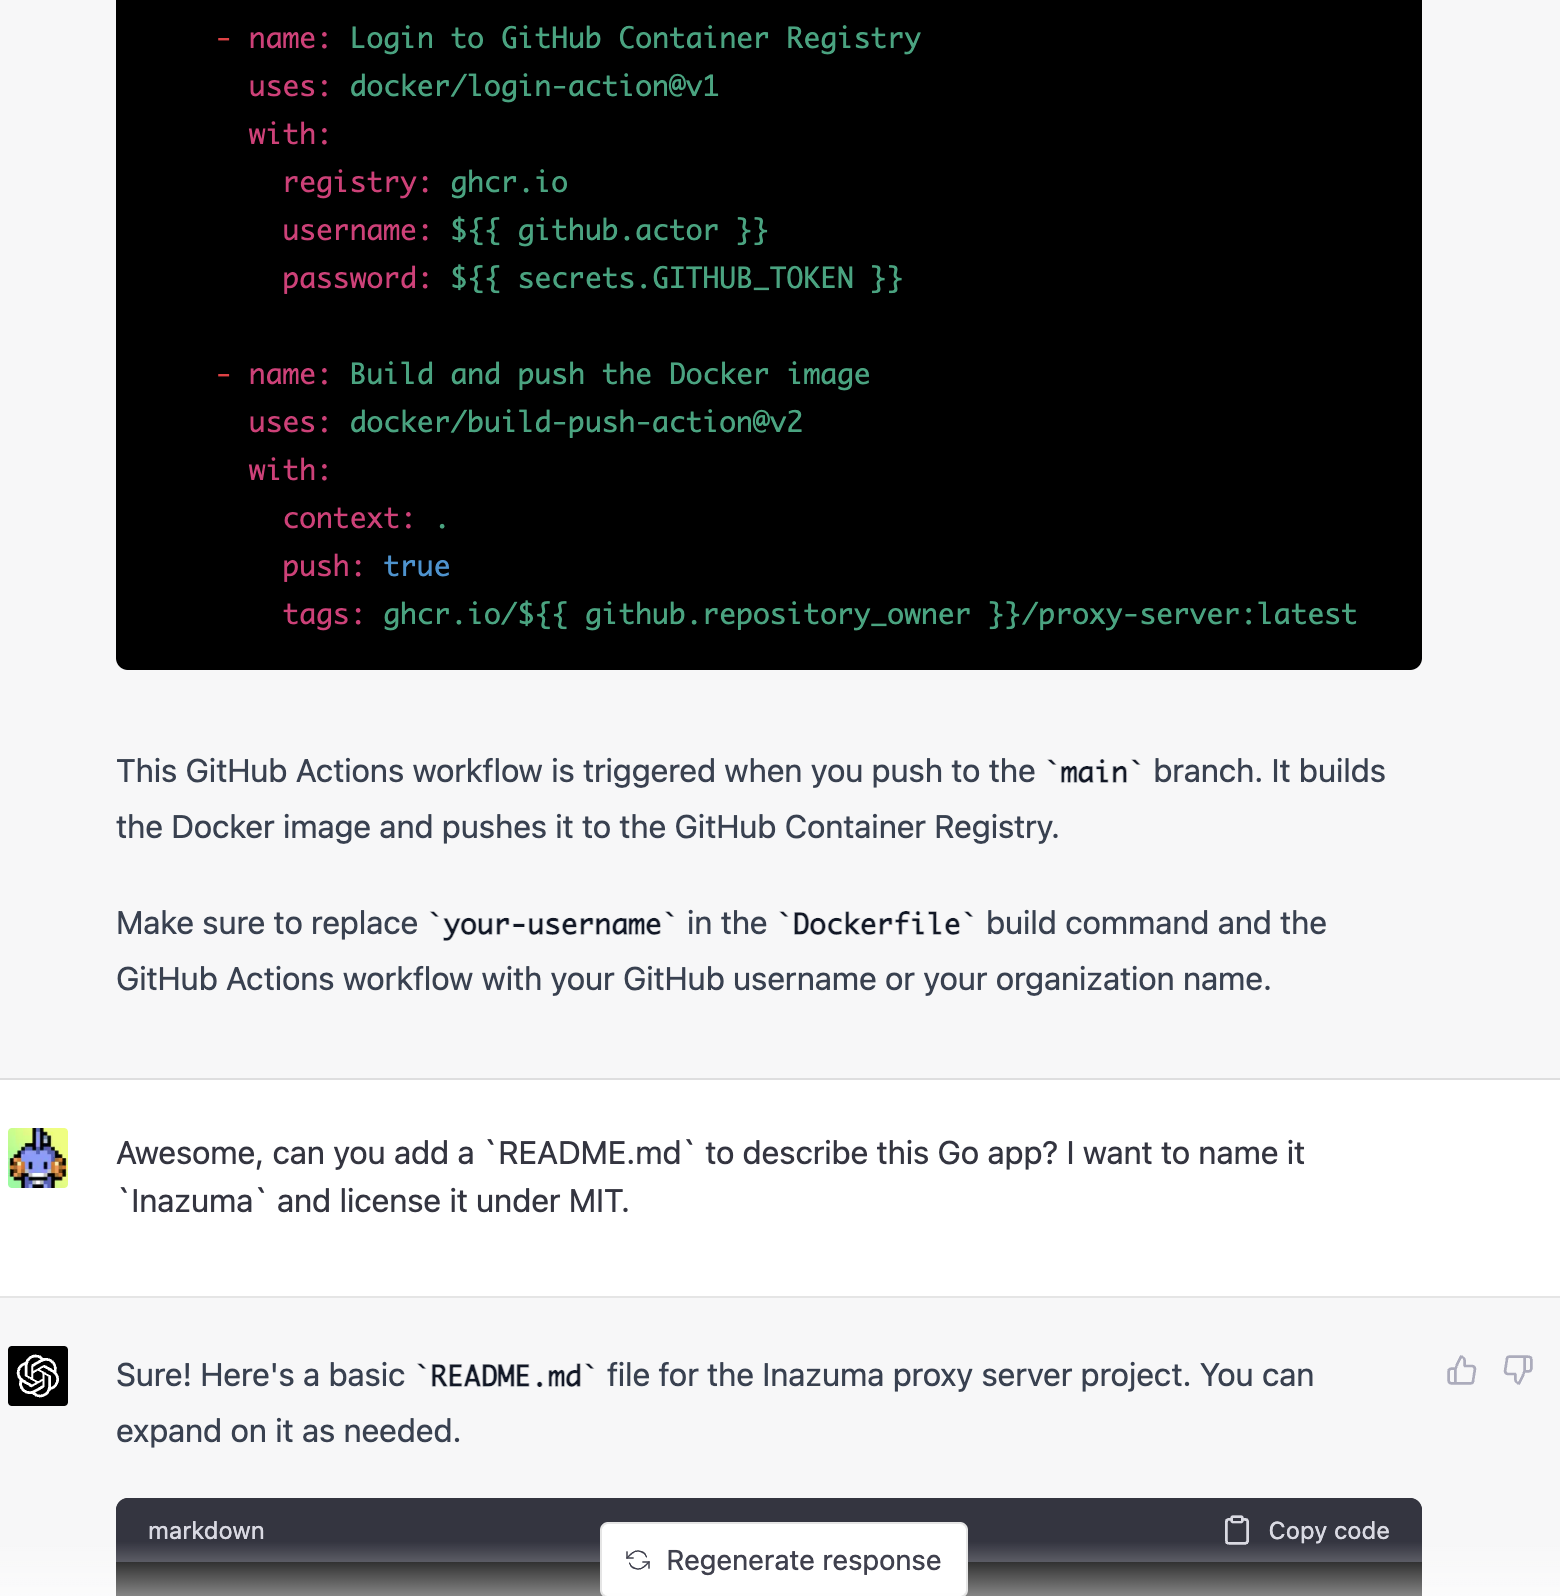 - name: Login to GitHub Container Registry
uses: docker/login-action@v1
with:
registry: ghcr.io
username: ${{ github.actor }}
password: ${{ secrets.GITHUB_TOKEN }}
- name: Build and push the Docker image
uses: docker/build-push-action@v2
with:
context: .
push: true
tags: ghcr.io/${{ github.repository_owner }}/proxy-server:latest
This GitHub Actions workflow is triggered when you push to the `main` branch. It builds
the Docker image and pushes it to the GitHub Container Registry.
Make sure to replace `your-username` in the `Dockerfile` build command and the
GitHub Actions workflow with your GitHub username or your organization name.
Awesome, can you add a `README.md` to describe this Go app? I want to name it
`Inazuma` and license it under MIT.
Sure! Here's a basic `README.md` file for the Inazuma proxy server project. You can
expand on it as needed.
markdown
Copy code
Regenerate response